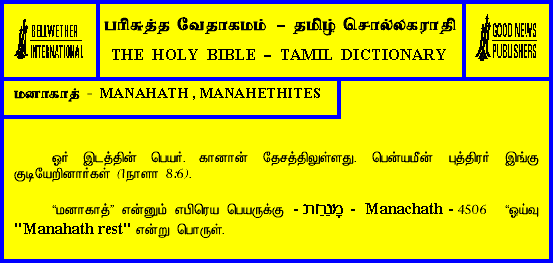 BELLWETHER
INTERNATIONAL
பரிசுத்த வேதாகமம் – தமிழ் சொல்லகராதி
THE HOLY BIBLE – TAMIL DICTIONARY
GOOD NEWS
PUBLISHERS
மனாகாத் - MANAHATH , MANAHETHITES
ஓர் இடத்தின் பெயர். கானான் தேசத்திலுள்ளது. பென்யமீன் புத்திரர் இங்கு
குடியேறினார்கள் (1நாளா 8:6).
"மனாகாத்" என்னும் எபிரெய பெயருக்கு - מָנַחַת - Manachath - 4506 "ஓய்வு
"Manahath rest" என்று பொருள்.